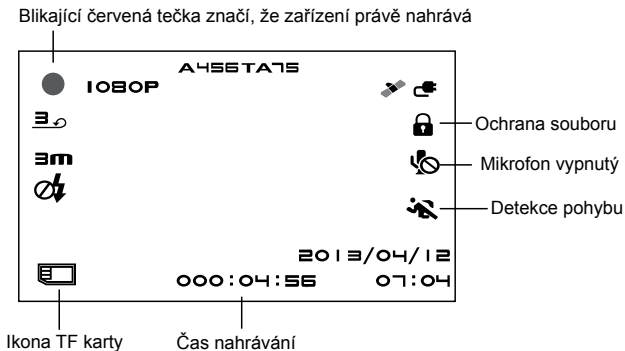 Blikající červená tečka značí, že zařízení právě nahrává
A456TA75
1080P
3
Ochrana souboru
3m
Mikrofon vypnutý
Detekce pohybu
2013/04/12
000:04:56 07:04
Ikona TF karty Čas nahrávání